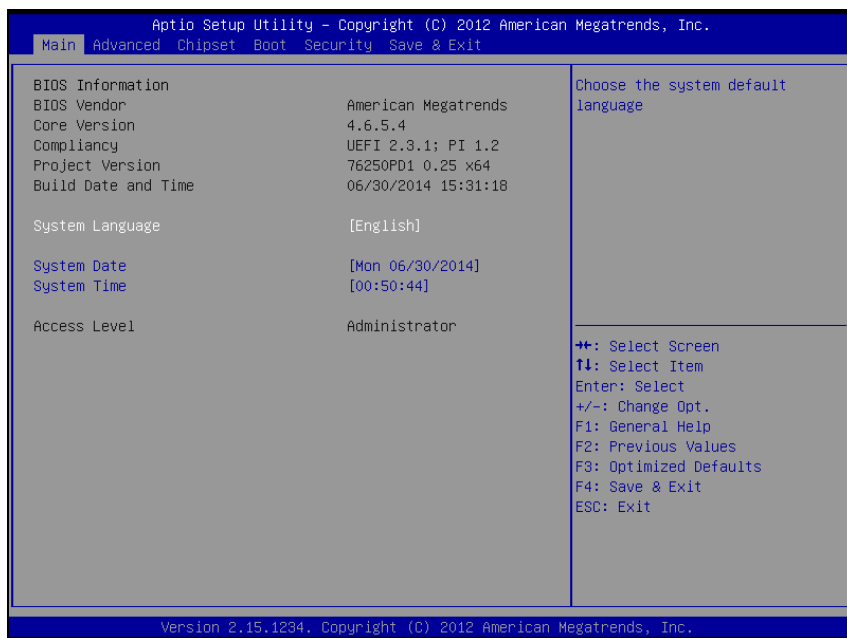 Aptio Setup Utility – Copyright (C) 2012 American Megatrends, Inc.
Main Advanced Chipset Boot Security Save & Exit
BIOS Information
BIOS Vendor American Megatrends
Core Version 4.6.5.4
Compliancy UEFI 2.3.1; PI 1.2
Project Version 76250PD1 0.25 x64
Build Date and Time 06/30/2014 15:31:18
System Language [English]
System Date [Mon 06/30/2014]
System Time [00:50:44]
Access Level Administrator
Choose the system default
language
→←: Select Screen
↑↓: Select Item
Enter: Select
+/-: Change Opt.
F1: General Help
F2: Previous Values
F3: Optimized Defaults
F4: Save & Exit
ESC: Exit
Version 2.15.1234. Copyright (C) 2012 American Megatrends, Inc.